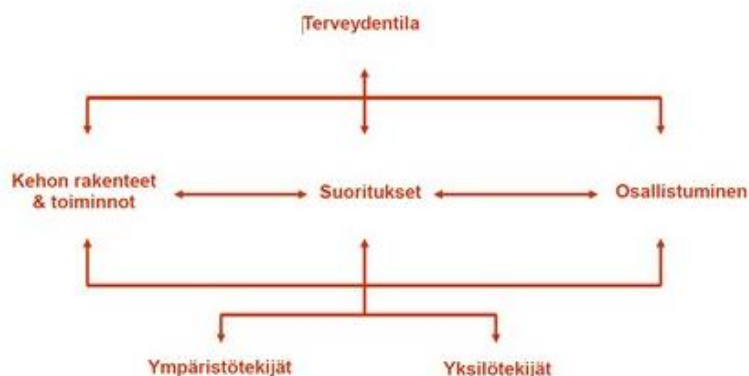 Terveydentila
Kehon rakenteet
& toiminnot
Suoritukset
Osallistuminen
Ympäristötekijät
Yksilötekijät